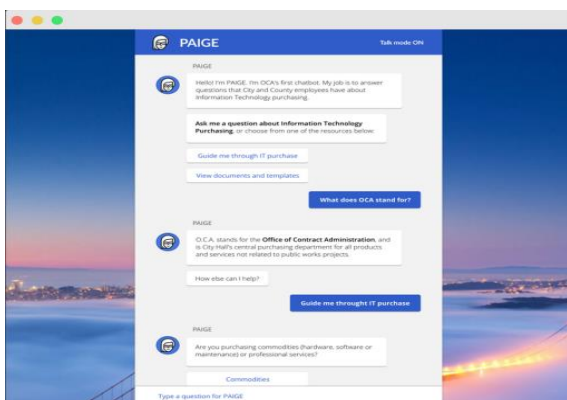 PAIGE
Talk mode ON
PAIGE
Hello! I'm PAIGE. I'm OCA's first chatbot. My job is to answer
questions that City and County employees have about
Information Technology purchasing.
Ask me a question about Information Technology
Purchasing, or choose from one of the resources below:
Guide me through IT purchase
View documents and templates
What does OCA stand for?
PAIGE
O.C.A. stands for the Office of Contract Administration, and
is City Hall's central purchasing department for all products
and services not related to public works projects.
How else can I help?
Guide me throught IT purchase
PAIGE
Are you purchasing commodities (hardware, software or
maintenance) or professional services?
Commodities
Type a question for PAIGE